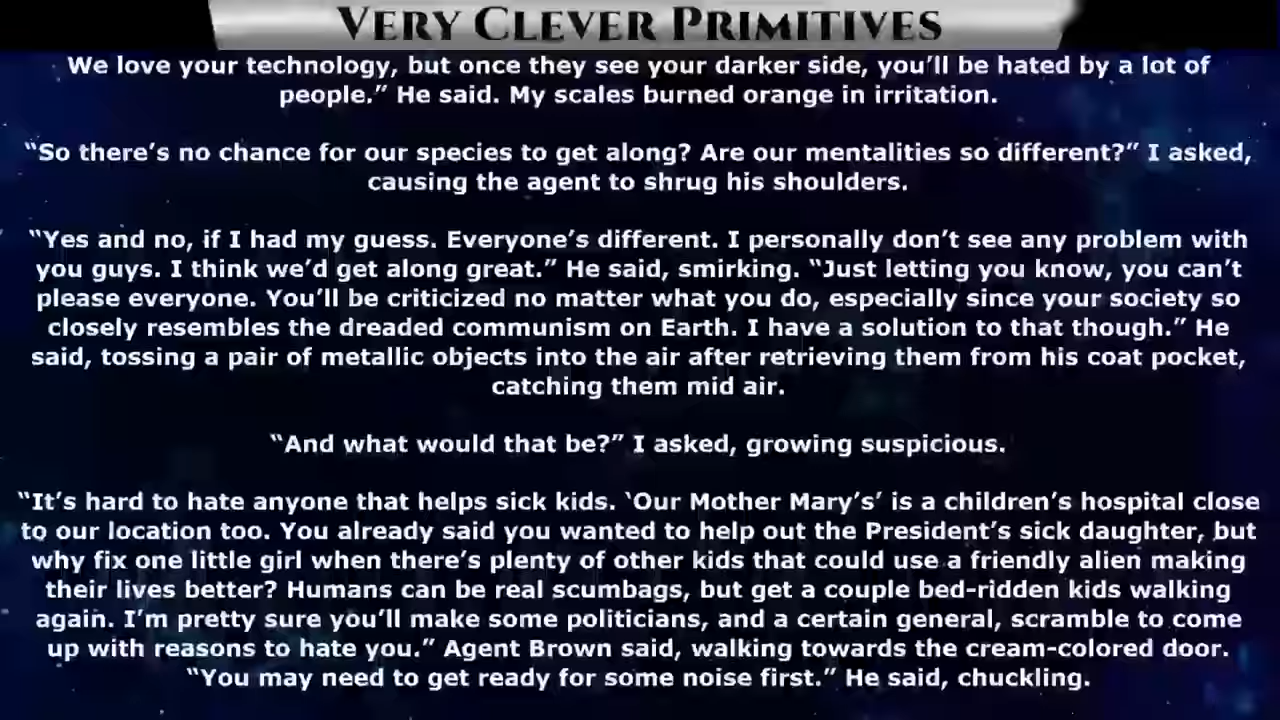 VERY CLEVER PRIMITIVES
We love your technology, but once they see your darker side, you’ll be hated by a lot of
people.” He said. My scales burned orange in irritation.
“So there’s no chance for our species to get along? Are our mentalities so different?” I asked,
causing the agent to shrug his shoulders.
“Yes and no, if I had my guess. Everyone’s different. I personally don’t see any problem with
you guys. I think we’d get along great.” He said, smirking. “Just letting you know, you can’t
please everyone. You’ll be criticized no matter what you do, especially since your society so
closely resembles the dreaded communism on Earth. I have a solution to that though.” He
said, tossing a pair of metallic objects into the air after retrieving them from his coat pocket,
catching them mid air.
“And what would that be?” I asked, growing suspicious.
“It’s hard to hate anyone that helps sick kids. ‘Our Mother Mary’s’ is a children’s hospital close
to our location too. You already said you wanted to help out the President’s sick daughter, but
why fix one little girl when there’s plenty of other kids that could use a friendly alien making
their lives better? Humans can be real scumbags, but get a couple bed-ridden kids walking
again. I’m pretty sure you’ll make some politicians, and a certain general, scramble to come
up with reasons to hate you.” Agent Brown said, walking towards the cream-colored door.
“You may need to get ready for some noise first.” He said, chuckling.